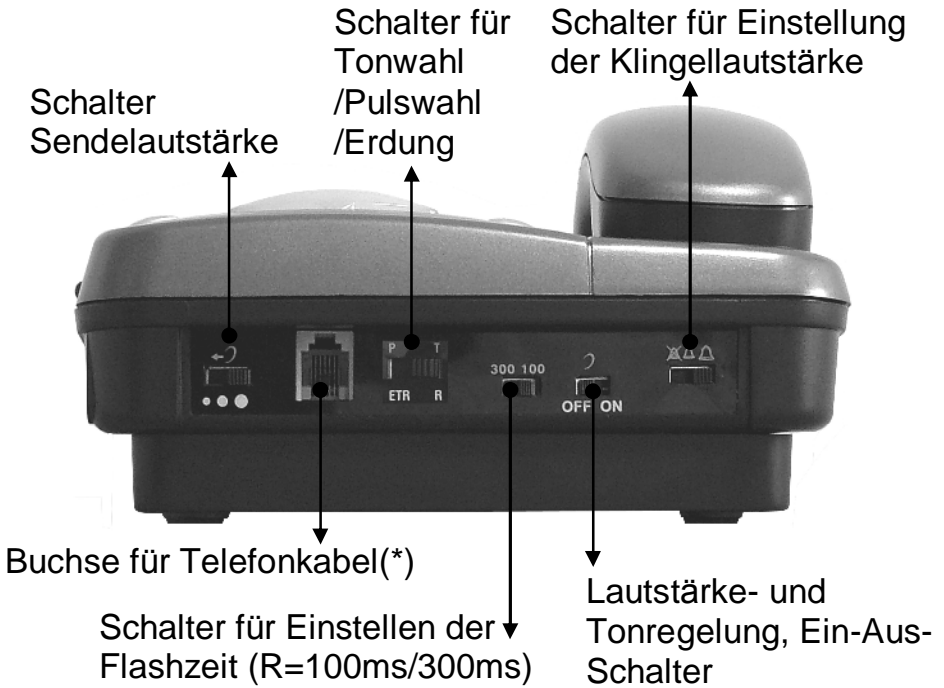 Schalter für
Tonwahl
/Pulswahl
/Erdung
Schalter für Einstellung
der Klingellautstärke
Schalter
Sendelautstärke
P T
ETR R
300 100
OFF ON
Buchse für Telefonkabel(*)
Schalter für Einstellen der
Flashzeit (R=100ms/300ms)
Lautstärke- und
Tonregelung, Ein-Aus-
Schalter